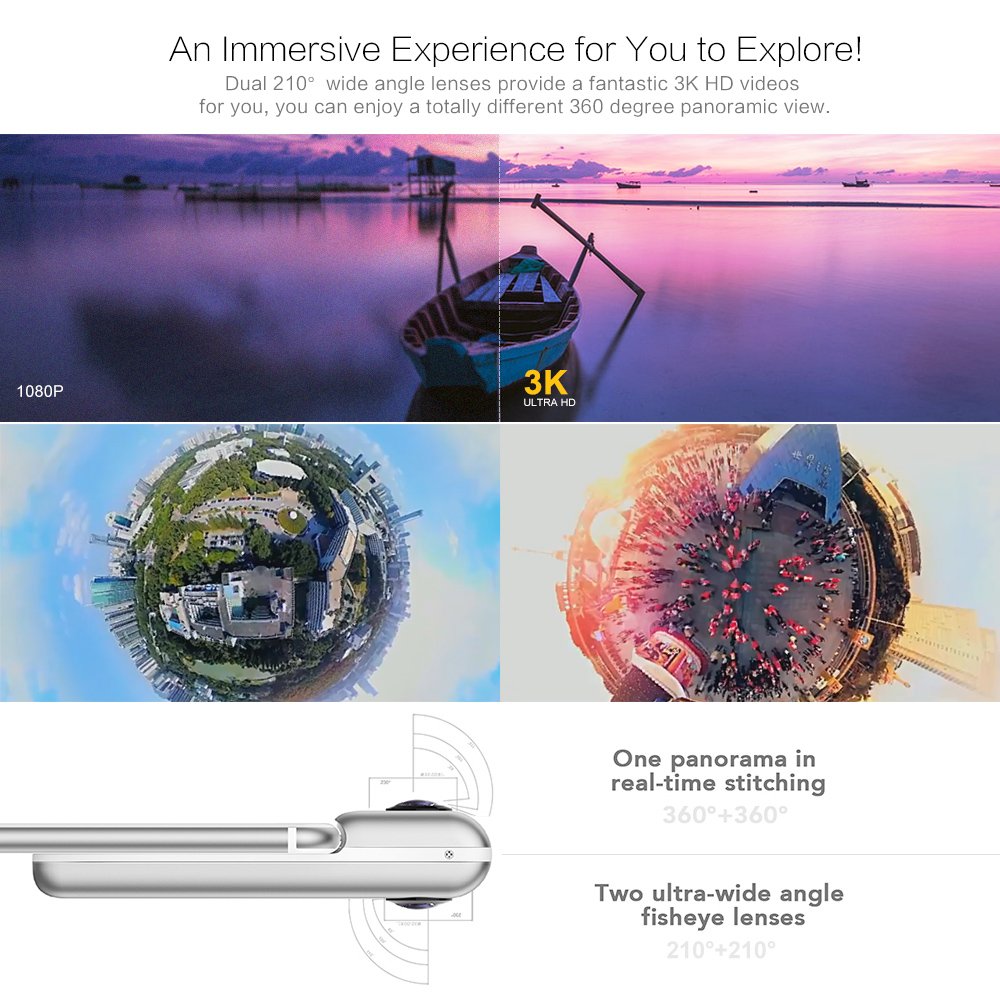 An Immersive Experience for You to Explore!
Dual 210° wide angle lenses provide a fantastic 3K HD videos
for you, you can enjoy a totally different 360 degree panoramic view.
1080P
3K
ULTRA HD
One panorama in
real-time stitching
360°+360°
Two ultra-wide angle
fisheye lenses
210°+210°